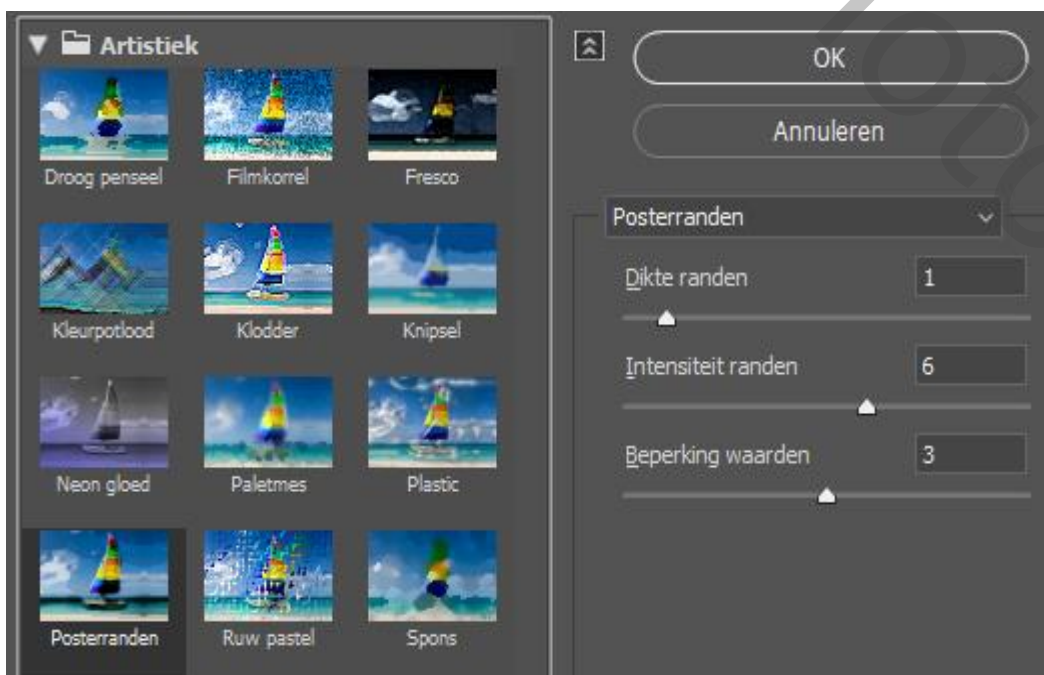 Artistiek
Droog penseel Filmkorrel Fresco
Kleurpotlood Klodder Knipsel
Neon gloed Paletmes Plastic
Posterranden Ruw pastel Spons
OK
Annuleren
Posterranden
Dikte randen 1
Intensiteit randen 6
Beperking waarden 3